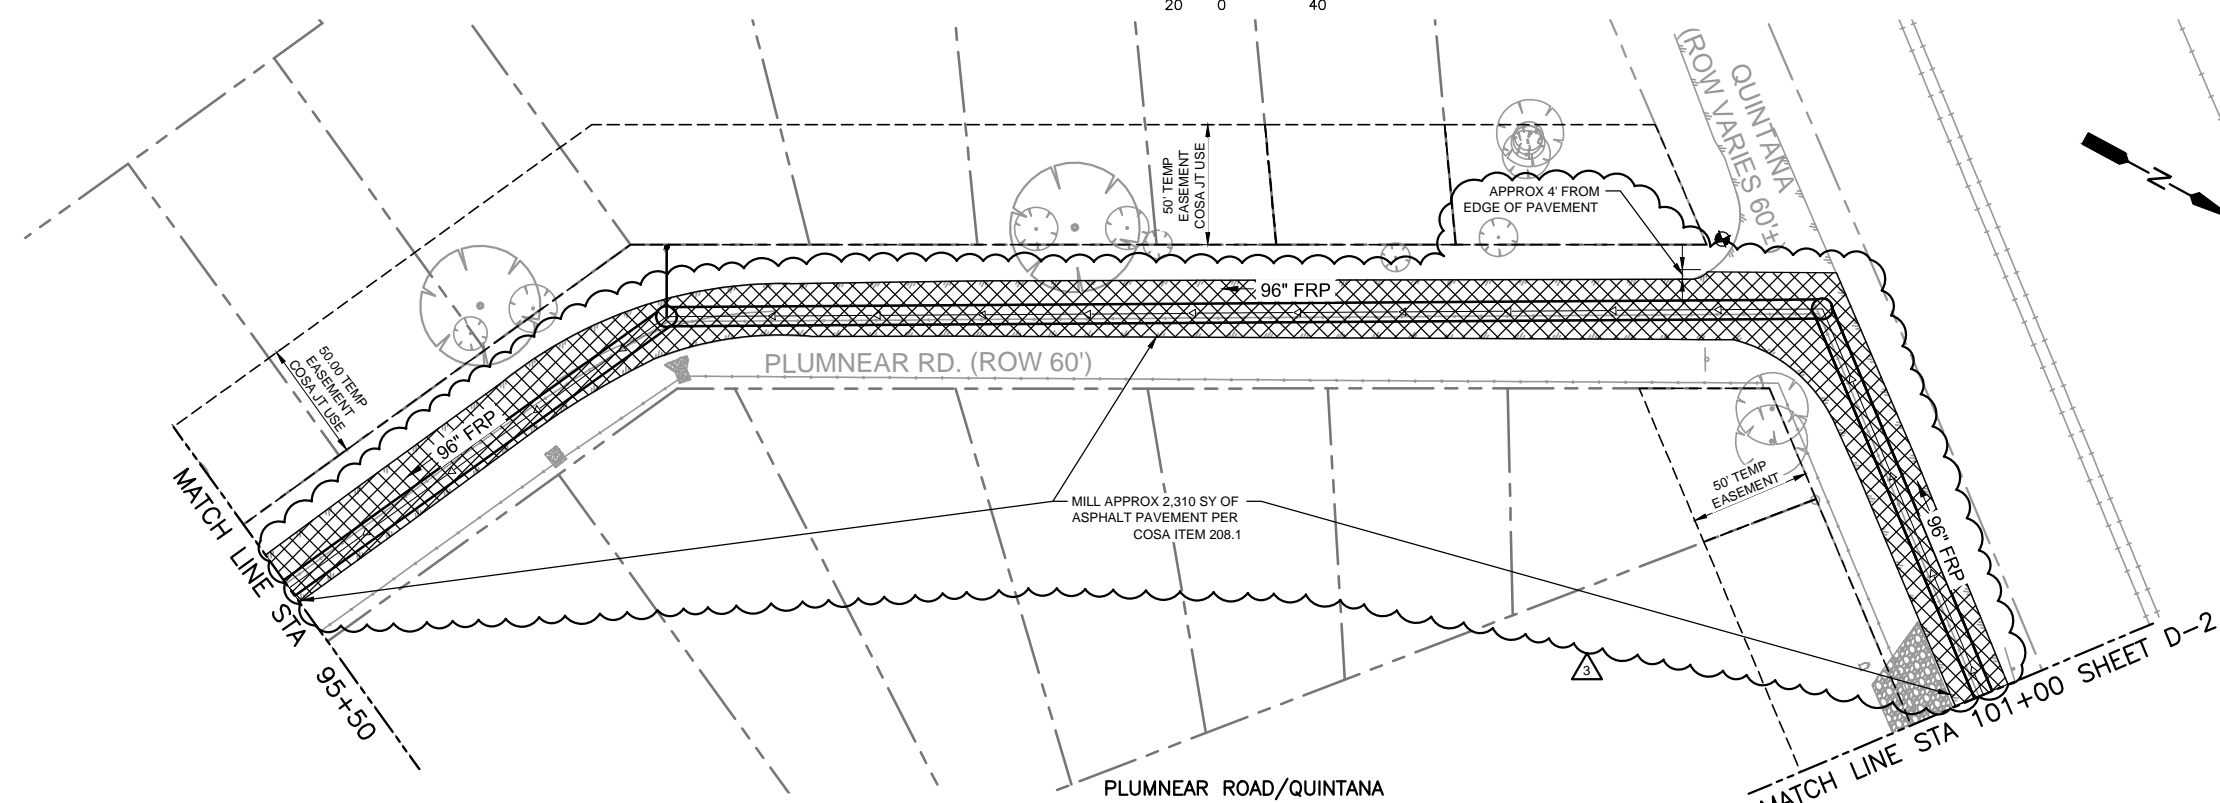 20 0 40
(ROW VARIES 60'±)
QUINTANA
N
50' TEMP
EASEMENT
COSA JT USE
APPROX 4' FROM
EDGE OF PAVEMENT
96" FRP
PLUMNEAR RD. (ROW 60')
50.00 TEMP
EASEMENT
COSA JT USE
96" FRP
MATCH LINE STA 95+50
MILL APPROX 2,310 SY OF
ASPHALT PAVEMENT PER
COSA ITEM 208.1
50' TEMP
EASEMENT
96" FRP
3
MATCH LINE STA 101+00 SHEET D-2
PLUMNEAR ROAD/QUINTANA